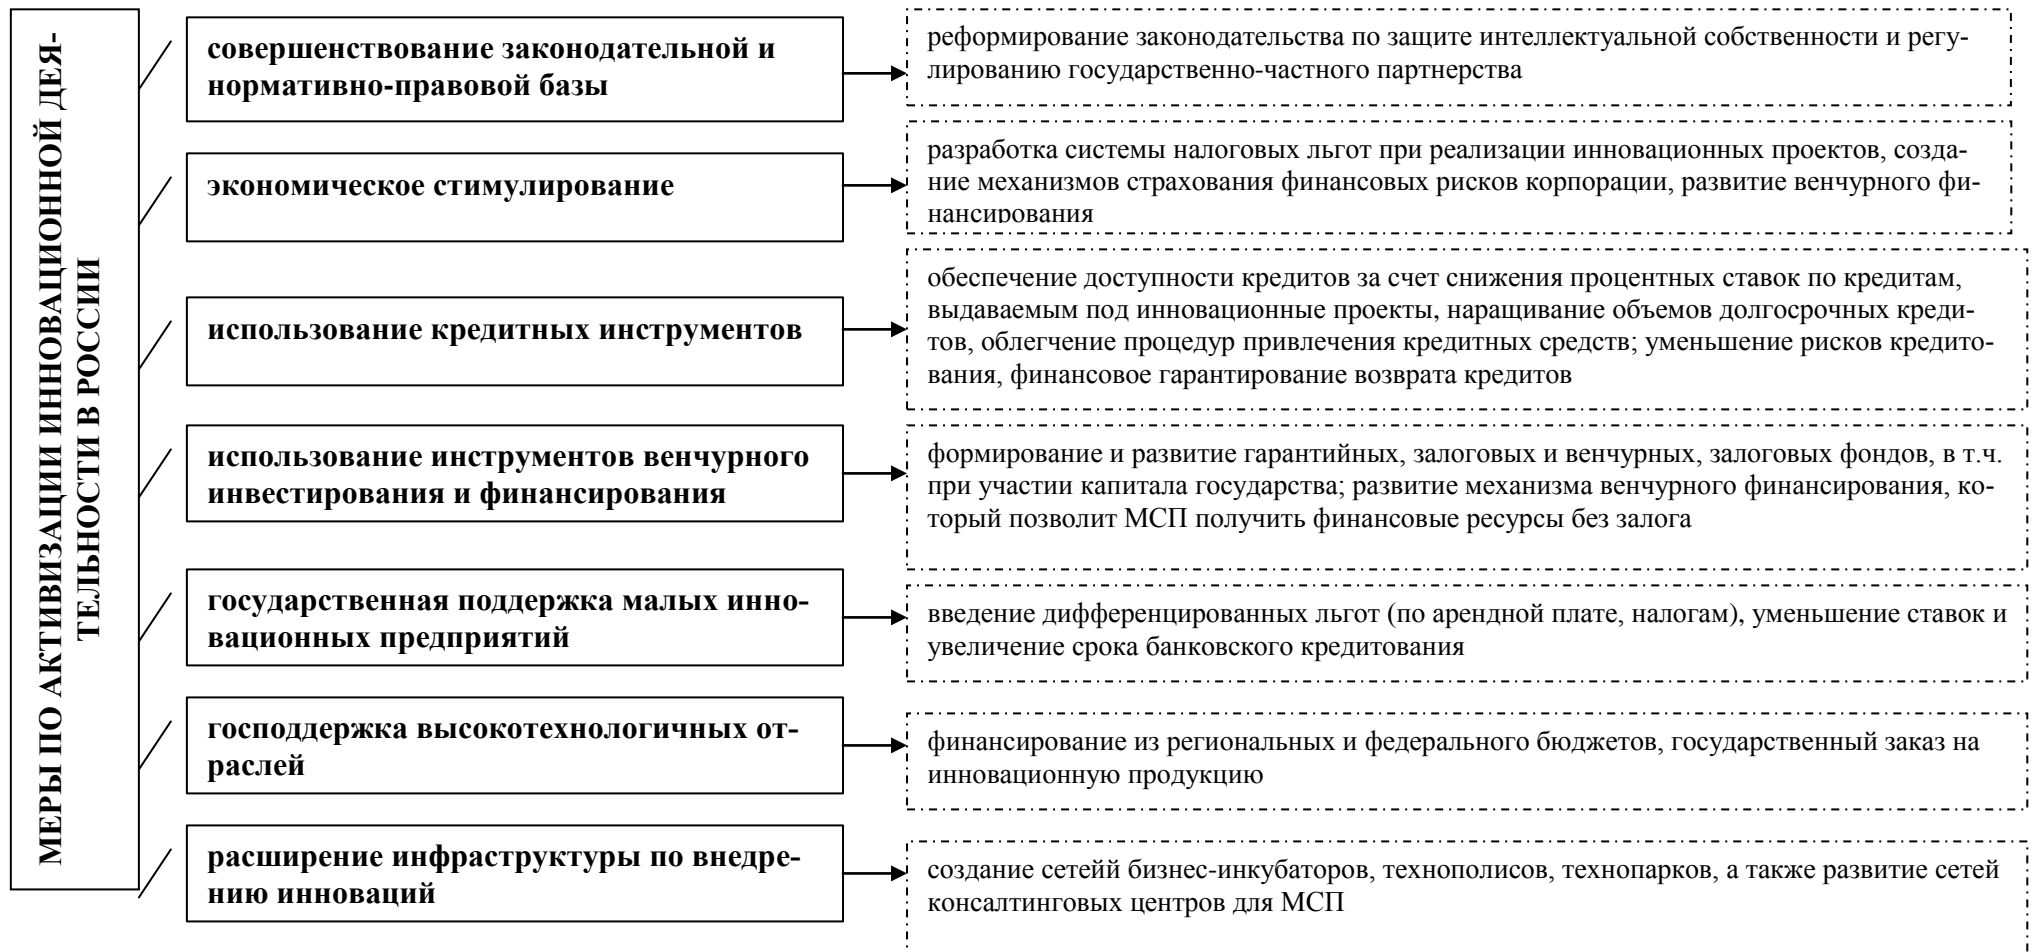 МЕРЫ ПО АКТИВИЗАЦИИ ИННОВАЦИОННОЙ ДЕЯ-
ТЕЛЬНОСТИ В РОССИИ
совершенствование законодательной и
нормативно-правовой базы
реформирование законодательства по защите интеллектуальной собственности и регу-
лированию государственно-частного партнерства
экономическое стимулирование
разработка системы налоговых льгот при реализации инновационных проектов, созда-
ние механизмов страхования финансовых рисков корпорации, развитие венчурного фи-
нансирования
использование кредитных инструментов
обеспечение доступности кредитов за счет снижения процентных ставок по кредитам,
выдаваемым под инновационные проекты, наращивание объемов долгосрочных креди-
тов, облегчение процедур привлечения кредитных средств; уменьшение рисков кредито-
вания, финансовое гарантирование возврата кредитов
использование инструментов венчурного
инвестирования и финансирования
формирование и развитие гарантийных, залоговых и венчурных, залоговых фондов, в т.ч.
при участии капитала государства; развитие механизма венчурного финансирования, ко-
торый позволит МСП получить финансовые ресурсы без залога
государственная поддержка малых инно-
вационных предприятий
введение дифференцированных льгот (по арендной плате, налогам), уменьшение ставок и
увеличение срока банковского кредитования
господдержка высокотехнологичных от-
раслей
финансирование из региональных и федерального бюджетов, государственный заказ на
инновационную продукцию
расширение инфраструктуры по внедре-
нию инноваций
создание сетейй бизнес-инкубаторов, технополисов, технопарков, а также развитие сетей
консалтинговых центров для МСП